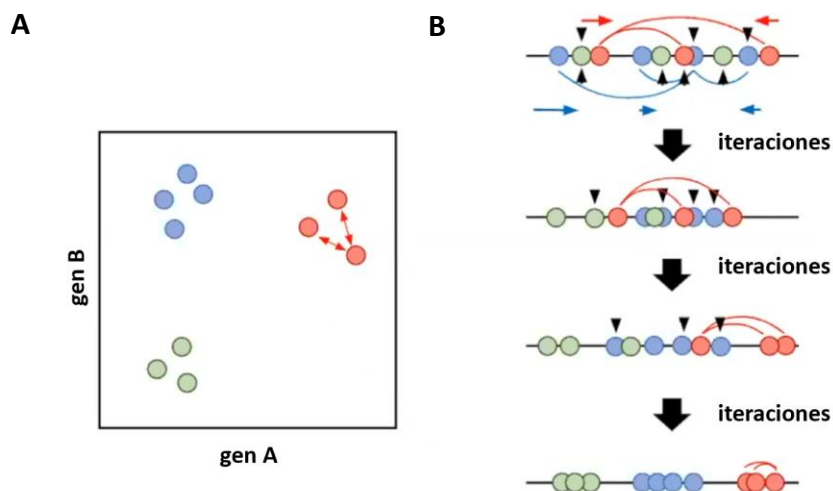 A
B
gen B
gen A
iteraciones
iteraciones
iteraciones